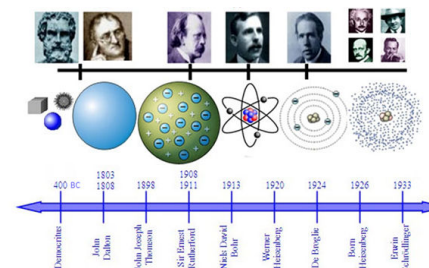 1803
1908
400 BC
1808
1898
1911
1913
1920
1924
1926
1933
Democritus
John
Dalton
John Joseph
Thomson
Sir Ernest
Rutherford
Niels David
Bohr
Werner
Heisenberg
De Broglie
Born
Heisenberg
Erwin
Schrödinger